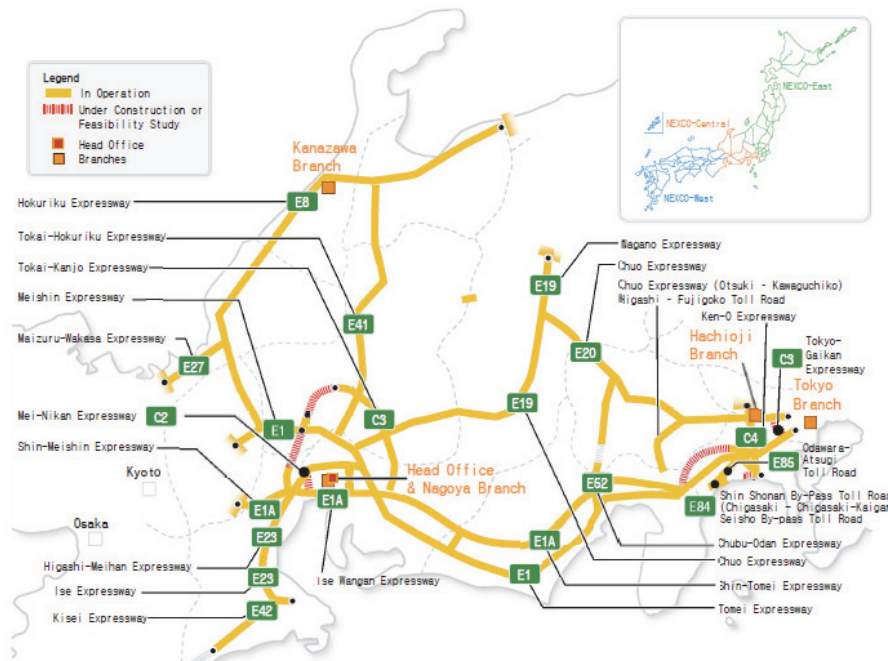 Legend
In Operation
Under Construction or
Feasibility Study
Head Office
Branches
NEXCO-East
NEXCO-Central
NEXCO-West
Kanazawa
Branch
Hokuriku Expressway
E8
Tokai-Hokuriku Expressway
Tokai-Kanjo Expressway
Meishin Expressway
Maizuru-Wakasa Expressway
E27
C2
Mei-Nikan Expressway
Shin-Meishin Expressway
Kyoto
Osaka
Higashi-Meihan Expressway
Ise Expressway
Kisei Expressway
E41
E1
C3
E1A
E23
E23
E42
E1A
Head Office
& Nagoya Branch
Ise Wangan Expressway
E19
E20
E19
E52
E1A
E1
Nagano Expressway
Chuo Expressway
Chuo Expressway (Otsuki - Kawaguchiko)
Higashi - Fujigoko Toll Road
Ken-O Expressway
Hachioji
Branch
C3
Tokyo-
Gaikan
Expressway
Tokyo
Branch
C4
E85
Odawara-
Atsugi
Toll Road
E84
Shin Shonan By-Pass Toll Road
(Chigasaki - Chigasaki-Kaigan
Seisho By-pass Toll Road
Chubu-Odan Expressway
Chuo Expressway
Shin-Tomei Expressway
Tomei Expressway